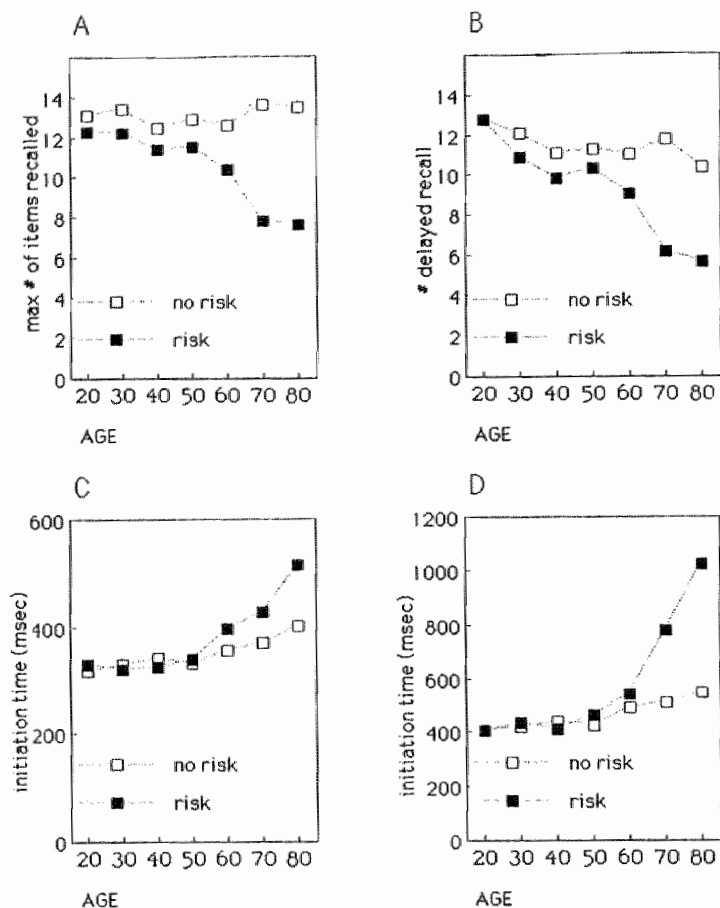 A
max # of items recalled
14
12
10
8
6
4
2
0
no risk
risk
20 30 40 50 60 70 80
AGE
B
# delayed recall
14
12
10
8
6
4
2
0
no risk
risk
20 30 40 50 60 70 80
AGE
C
initiation time (msec)
600
400
200
0
no risk
risk
20 30 40 50 60 70 80
AGE
D
initiation time (msec)
1200
1000
800
600
400
200
0
no risk
risk
20 30 40 50 60 70 80
AGE